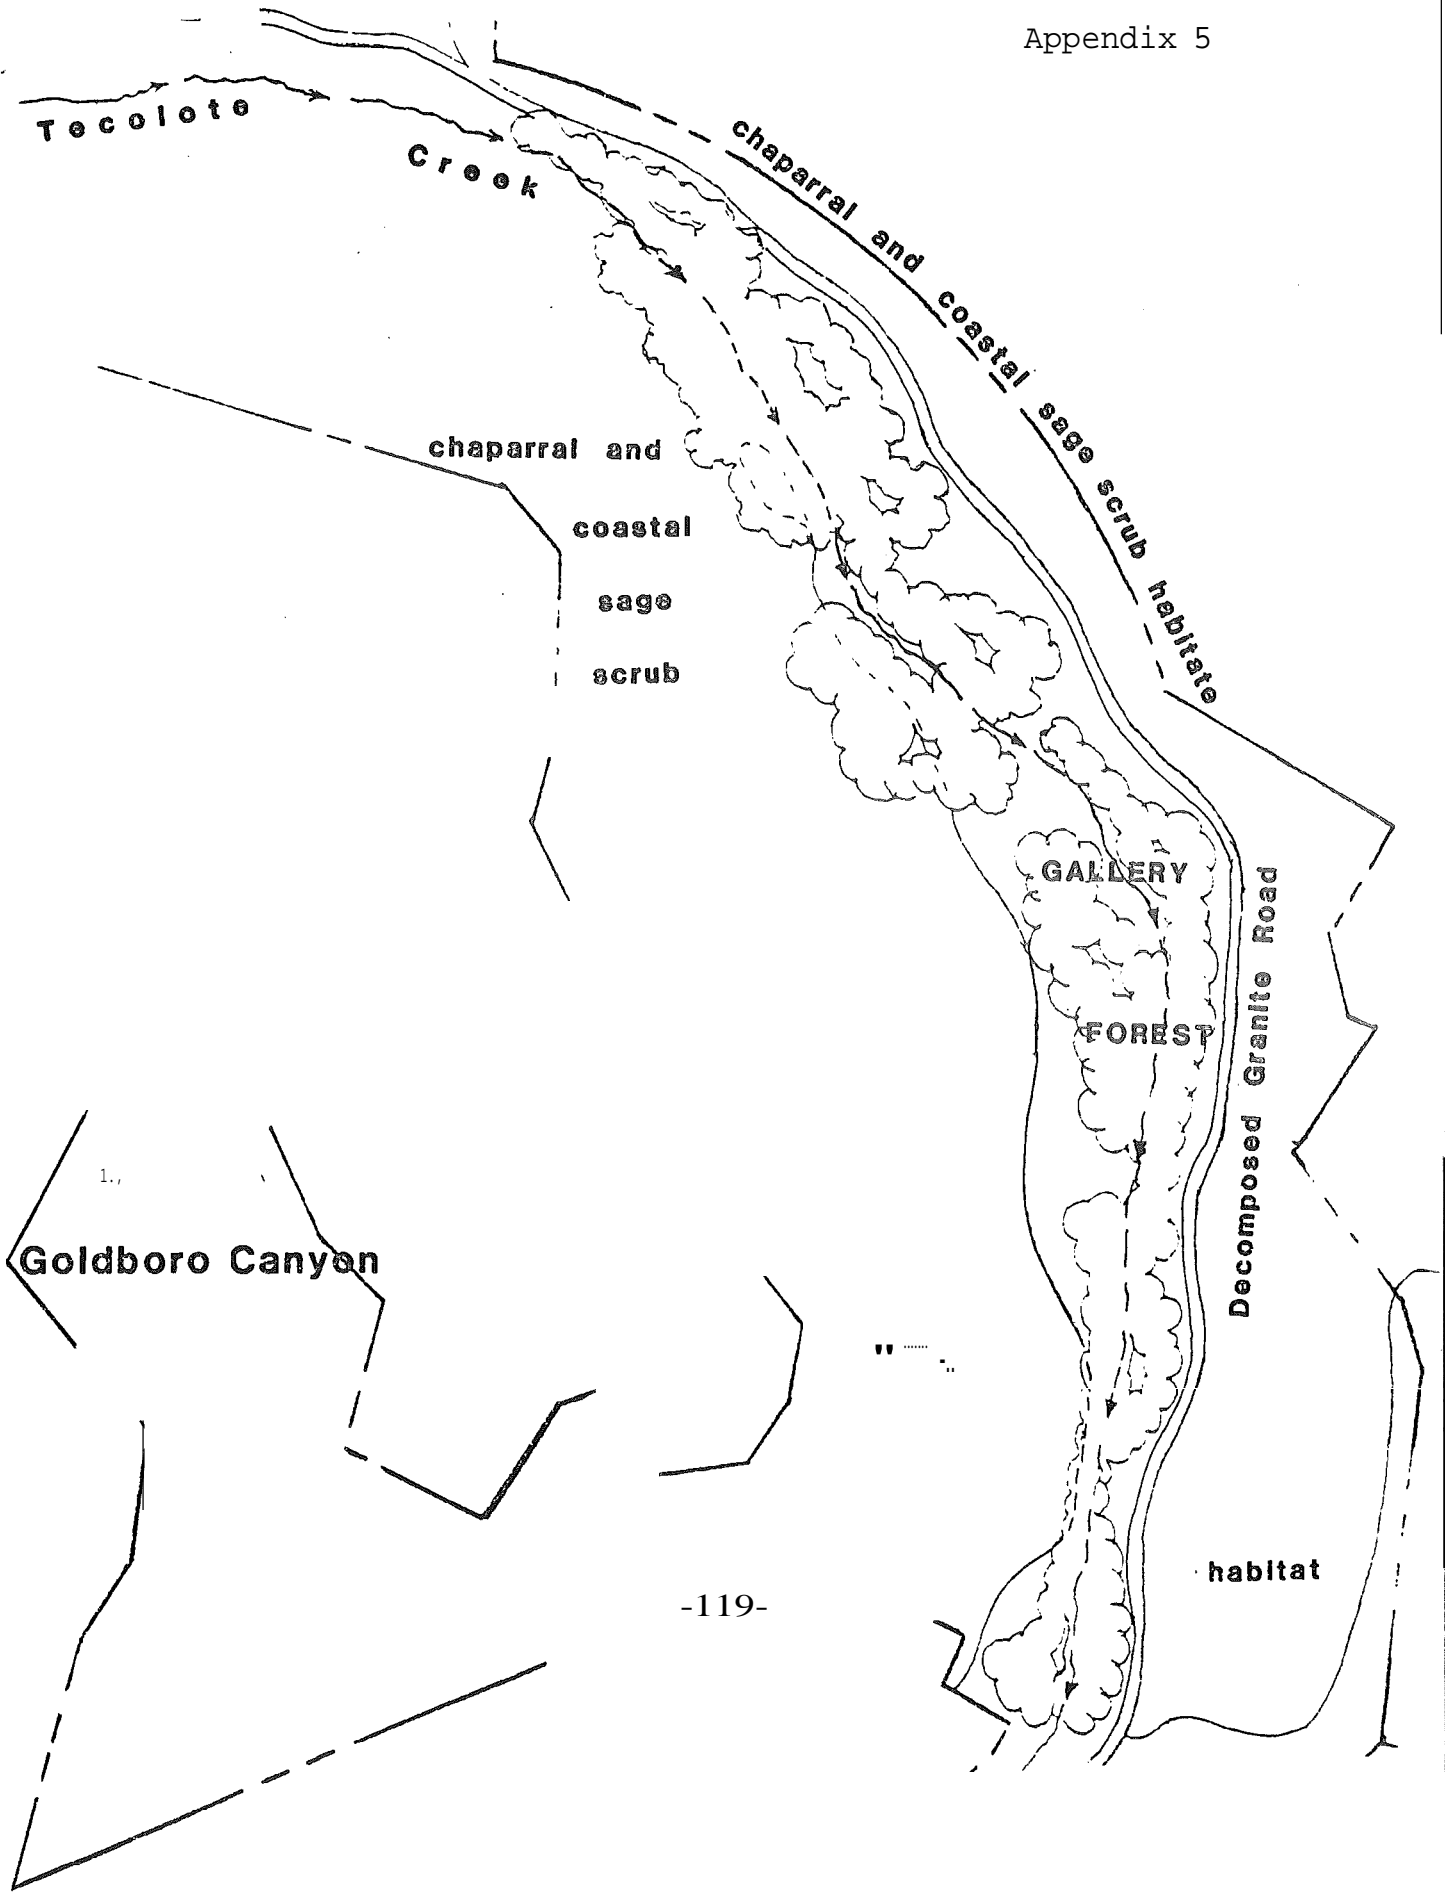 Appendix 5
Tecolote
Creek
chaparral and coastal sage scrub habitate
chaparral and
coastal
sage
scrub
GALLERY
FOREST
Decomposed Granite Road
Goldboro Canyon
habitat
-119-